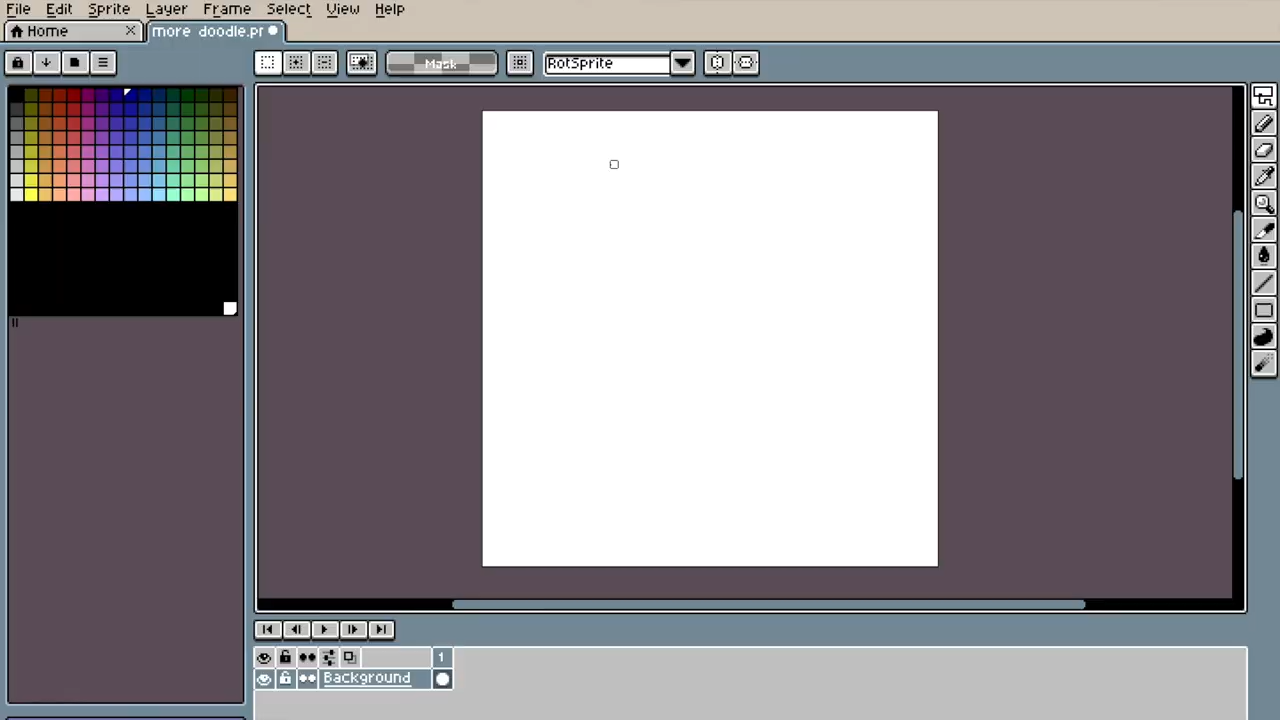 File Edit Sprite Layer Frame Select View Help
Home more doodle.pr
Mask RotSprite
1
Background